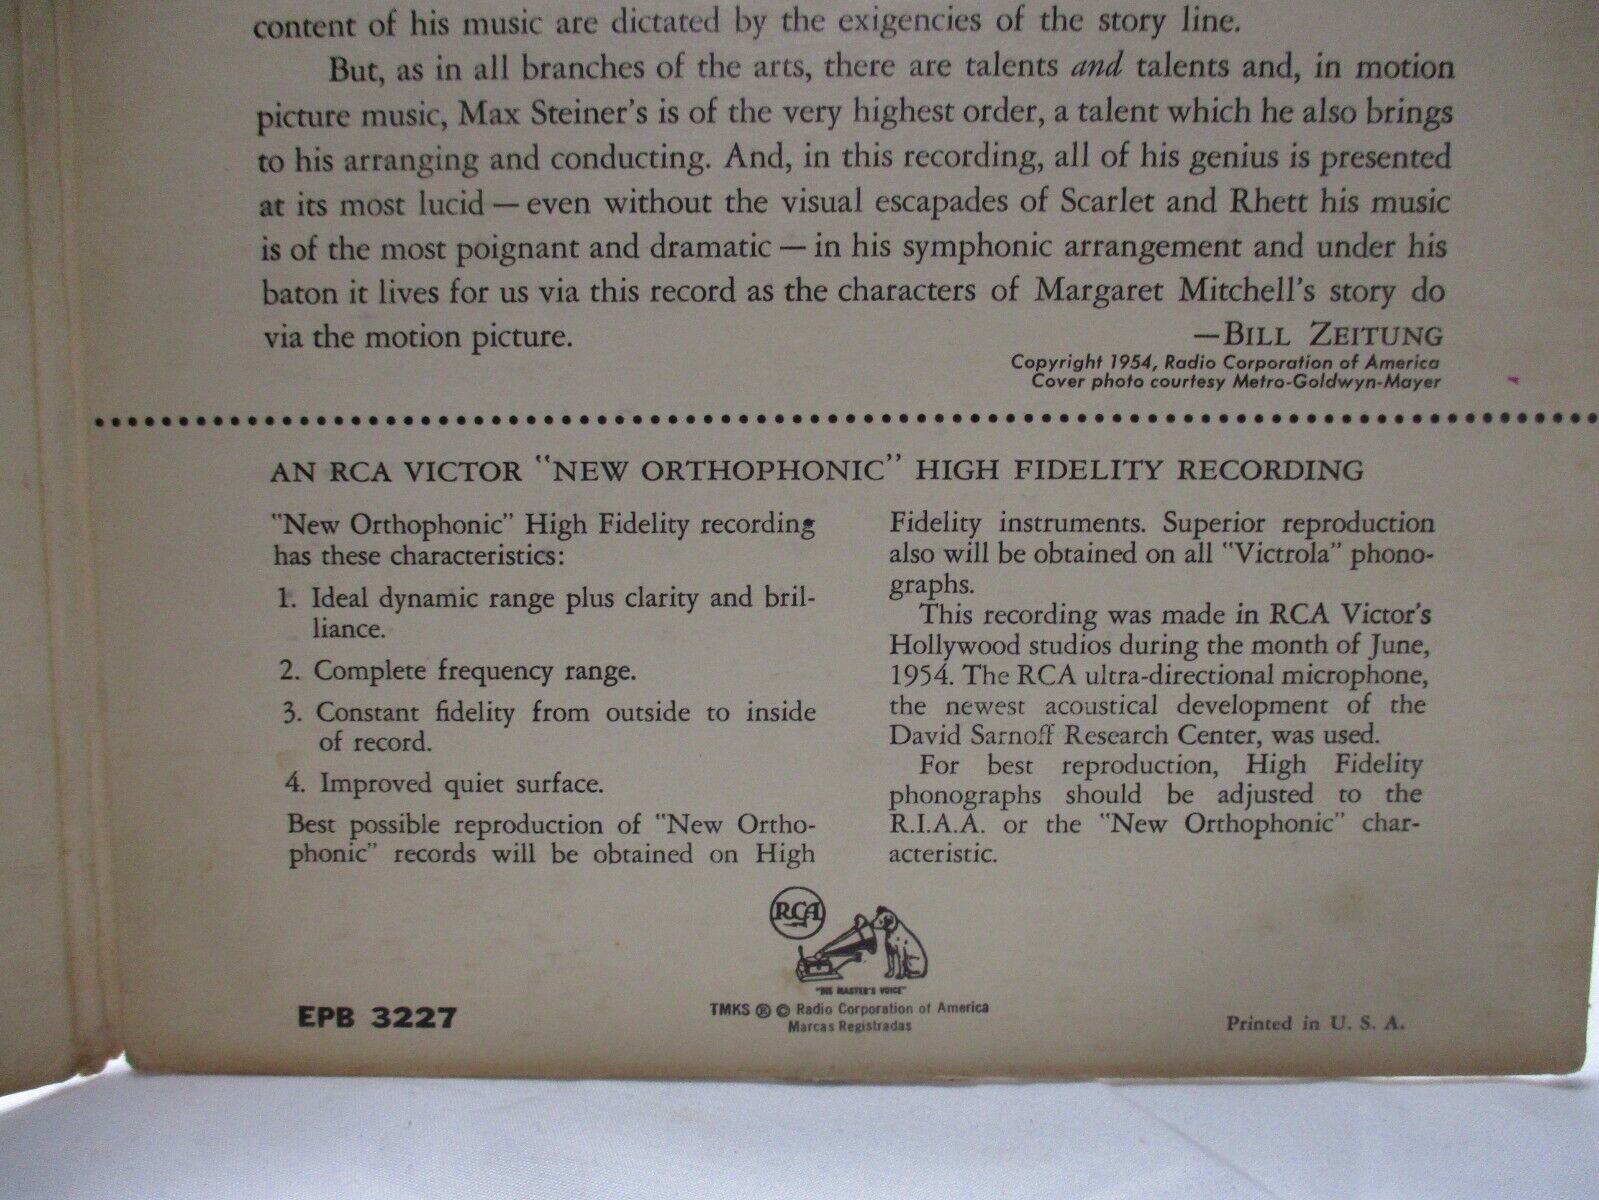 content of his music are dictated by the exigencies of the story line.
But, as in all branches of the arts, there are talents and talents and, in motion
picture music, Max Steiner's is of the very highest order, a talent which he also brings
to his arranging and conducting. And, in this recording, all of his genius is presented
at its most lucid — even without the visual escapades of Scarlet and Rhett his music
is of the most poignant and dramatic — in his symphonic arrangement and under his
baton it lives for us via this record as the characters of Margaret Mitchell's story do
via the motion picture.
—BILL ZEITUNG
Copyright 1954, Radio Corporation of America
Cover photo courtesy Metro-Goldwyn-Mayer
AN RCA VICTOR "NEW ORTHOPHONIC" HIGH FIDELITY RECORDING
"New Orthophonic" High Fidelity recording
has these characteristics:
1. Ideal dynamic range plus clarity and bril-
liance.
2. Complete frequency range.
3. Constant fidelity from outside to inside
of record.
4. Improved quiet surface.
Best possible reproduction of "New Ortho-
phonic" records will be obtained on High
Fidelity instruments. Superior reproduction
also will be obtained on all "Victrola" phono-
graphs.
This recording was made in RCA Victor's
Hollywood studios during the month of June,
1954. The RCA ultra-directional microphone,
the newest acoustical development of the
David Sarnoff Research Center, was used.
For best reproduction, High Fidelity
phonographs should be adjusted to the
R.I.A.A. or the "New Orthophonic" char-
acteristic.
RCA
"HIS MASTER'S VOICE"
TMKS ® © Radio Corporation of America
Marcas Registradas
EPB 3227
Printed in U. S. A.